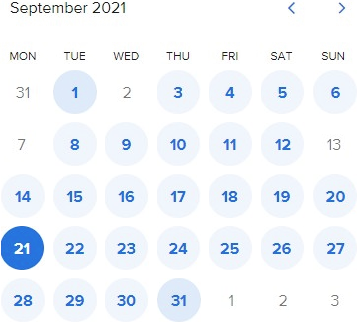 September 2021
MON TUE WED THU FRI SAT SUN
31 1 2 3 4 5 6
7 8 9 10 11 12 13
14 15 16 17 18 19 20
21 22 23 24 25 26 27
28 29 30 31 1 2 3